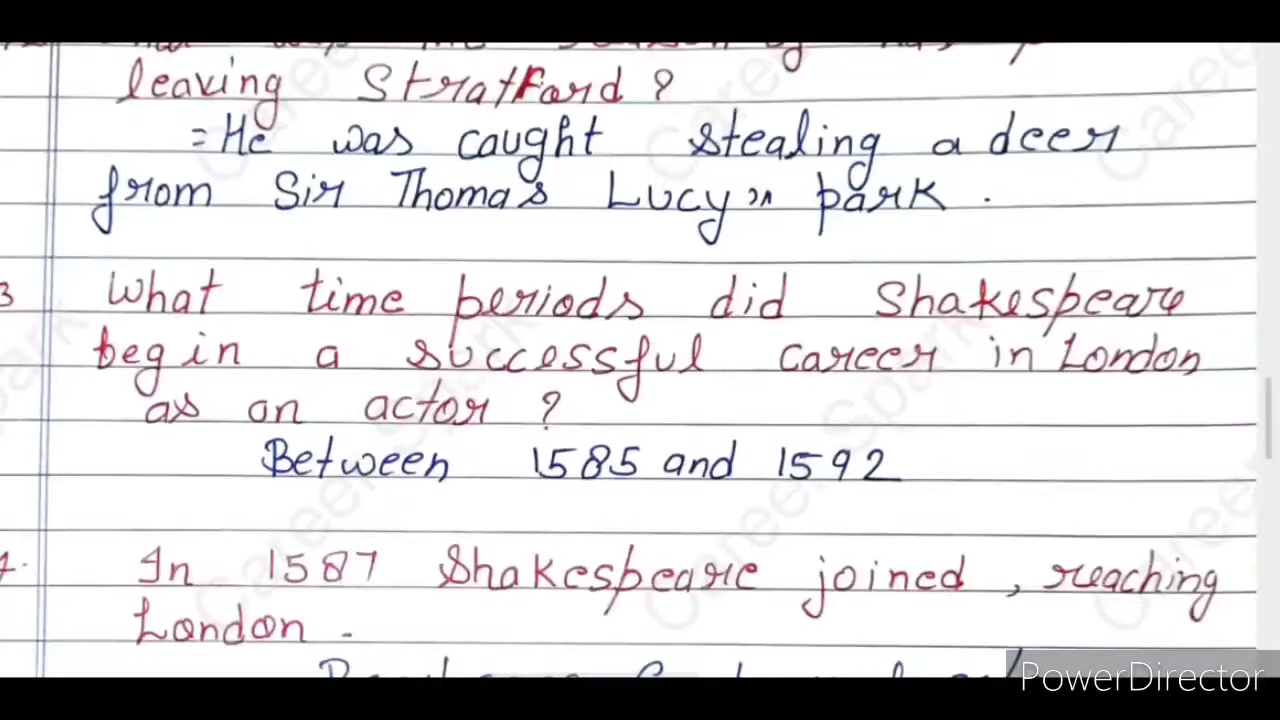 leaving Stratford ?
= He was caught stealing a deer
from Sir Thomas Lucy's park .
3 What time periods did Shakespeare
begin a successful career in London
as an actor ?
Between 1585 and 1592
In 1587 Shakespeare joined , reaching
London .
PowerDirector